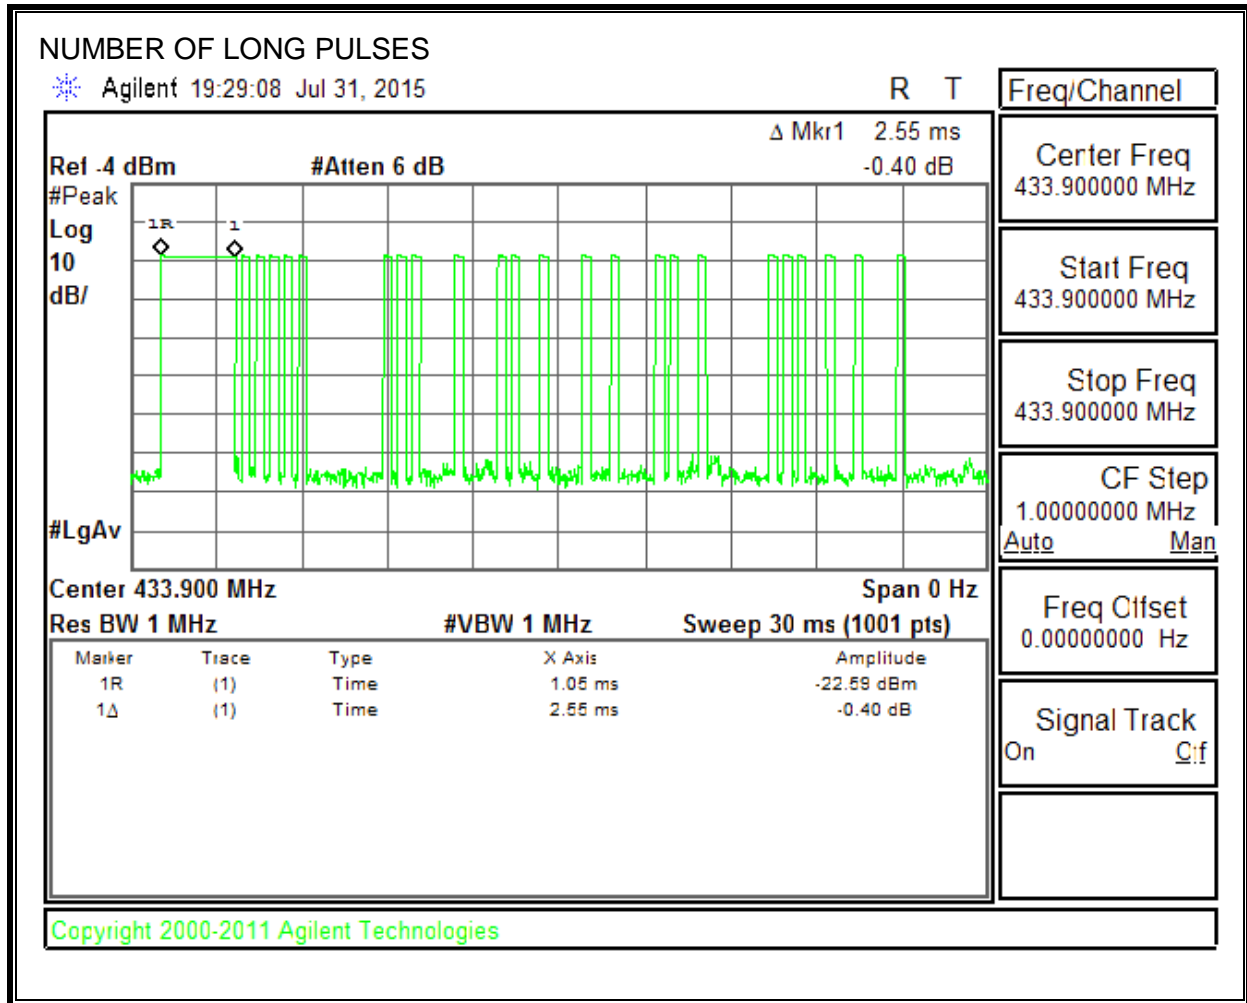 NUMBER OF LONG PULSES
Agilent 19:29:08 Jul 31, 2015
R T
Freq/Channel
Δ Mkr1 2.55 ms
Ref -4 dBm #Atten 6 dB -0.40 dB
#Peak
Log
10
dB/
1R
1
#LgAv
Center 433.900 MHz Span 0 Hz
Res BW 1 MHz #VBW 1 MHz Sweep 30 ms (1001 pts)
Marker Trace Type X Axis Amplitude
1R (1) Time 1.05 ms -22.59 dBm
1Δ (1) Time 2.55 ms -0.40 dB
Center Freq
433.900000 MHz
Start Freq
433.900000 MHz
Stop Freq
433.900000 MHz
CF Step
1.00000000 MHz
Auto Man
Freq Offset
0.00000000 Hz
Signal Track
On Off
Copyright 2000-2011 Agilent Technologies